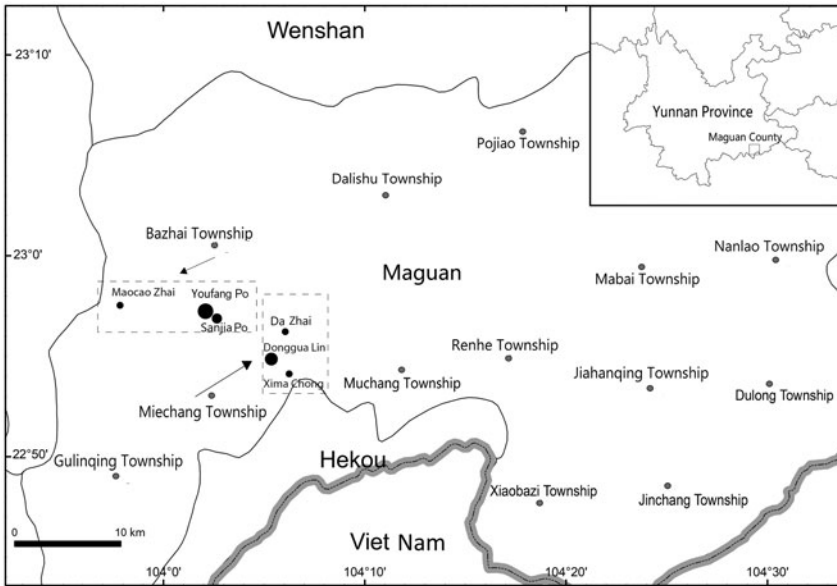 Wenshan
23°10'
Yunnan Province
Maguan County
Pojiao Township
Dalishu Township
Bazhai Township
23°0'
Nanlao Township
Maguan
Mabai Township
Maocao Zhai
Youfang Po
Sanjia Po
Da Zhai
Donggua Lin
Renhe Township
Xima Chong
Muchang Township
Jiahanqing Township
Dulong Township
Miechang Township
22°50'
Gulinqing Township
Hekou
Xiaobazi Township
Jinchang Township
0
10 km
Viet Nam
104°0'
104°10'
104°20'
104°30'